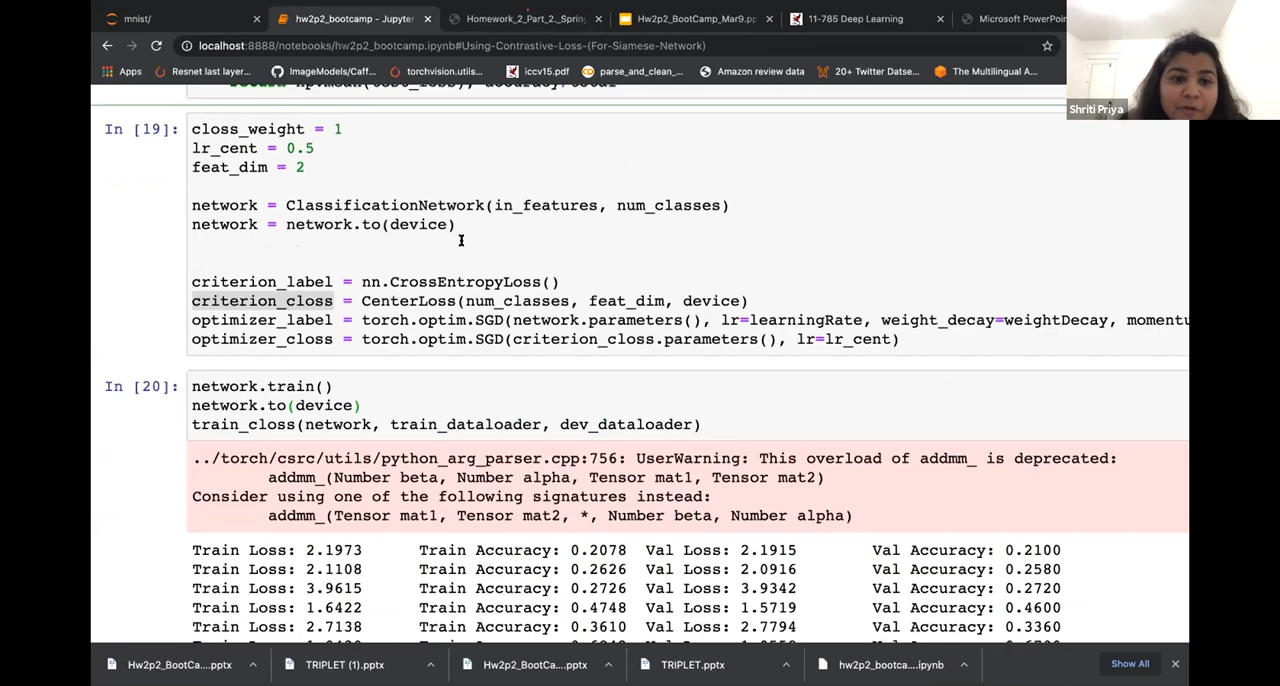 mnist/
hw2p2_bootcamp - Jupyter
Homework_2_Part_2._Spring
Hw2p2_BootCamp_Mar9.pp
11-785 Deep Learning
Microsoft PowerPoin
localhost:8888/notebooks/hw2p2_bootcamp.ipynb#Using-Contrastive-Loss-(For-Siamese-Network)
Apps
Resnet last layer...
ImageModels/Caff...
torchvision.utils...
iccv15.pdf
parse_and_clean_...
Amazon review data
20+ Twitter Datse...
The Multilingual A...
Shriti Priya
In [19]:
closs_weight = 1
lr_cent = 0.5
feat_dim = 2
network = ClassificationNetwork(in_features, num_classes)
network = network.to(device)
criterion_label = nn.CrossEntropyLoss()
criterion_closs = CenterLoss(num_classes, feat_dim, device)
optimizer_label = torch.optim.SGD(network.parameters(), lr=learningRate, weight_decay=weightDecay, momentu
optimizer_closs = torch.optim.SGD(criterion_closs.parameters(), lr=lr_cent)
In [20]:
network.train()
network.to(device)
train_closs(network, train_dataloader, dev_dataloader)
../torch/csrc/utils/python_arg_parser.cpp:756: UserWarning: This overload of addmm_ is deprecated:
addmm_(Number beta, Number alpha, Tensor mat1, Tensor mat2)
Consider using one of the following signatures instead:
addmm_(Tensor mat1, Tensor mat2, *, Number beta, Number alpha)
Train Loss: 2.1973 Train Accuracy: 0.2078 Val Loss: 2.1915 Val Accuracy: 0.2100
Train Loss: 2.1108 Train Accuracy: 0.2626 Val Loss: 2.0916 Val Accuracy: 0.2580
Train Loss: 3.9615 Train Accuracy: 0.2726 Val Loss: 3.9342 Val Accuracy: 0.2720
Train Loss: 1.6422 Train Accuracy: 0.4748 Val Loss: 1.5719 Val Accuracy: 0.4600
Train Loss: 2.7138 Train Accuracy: 0.3610 Val Loss: 2.7794 Val Accuracy: 0.3360
Hw2p2_BootCa....pptx
TRIPLET (1).pptx
Hw2p2_BootCa....pptx
TRIPLET.pptx
hw2p2_bootca....ipynb
Show All